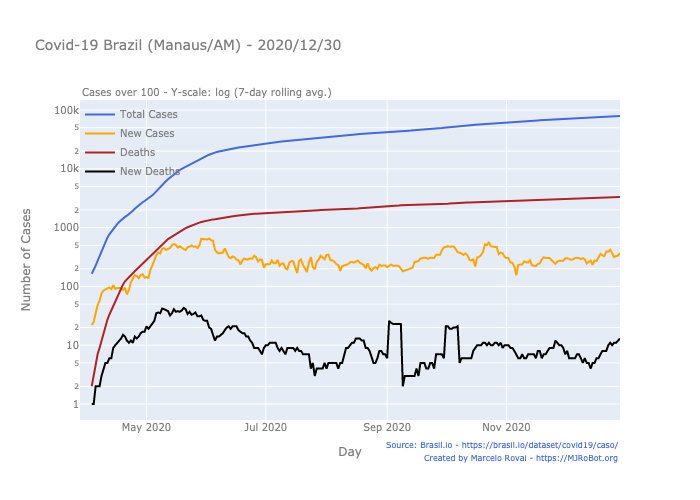 Covid-19 Brazil (Manaus/AM) - 2020/12/30
Cases over 100 - Y-scale: log (7-day rolling avg.)
Total Cases
New Cases
Deaths
New Deaths
Number of Cases
100k
5
2
10k
5
2
1000
5
2
100
5
2
10
5
2
1
May 2020
Jul 2020
Sep 2020
Nov 2020
Day
Source: Brasil.io - https://brasil.io/dataset/covid19/caso/
Created by Marcelo Rovai - https://MJRoBot.org